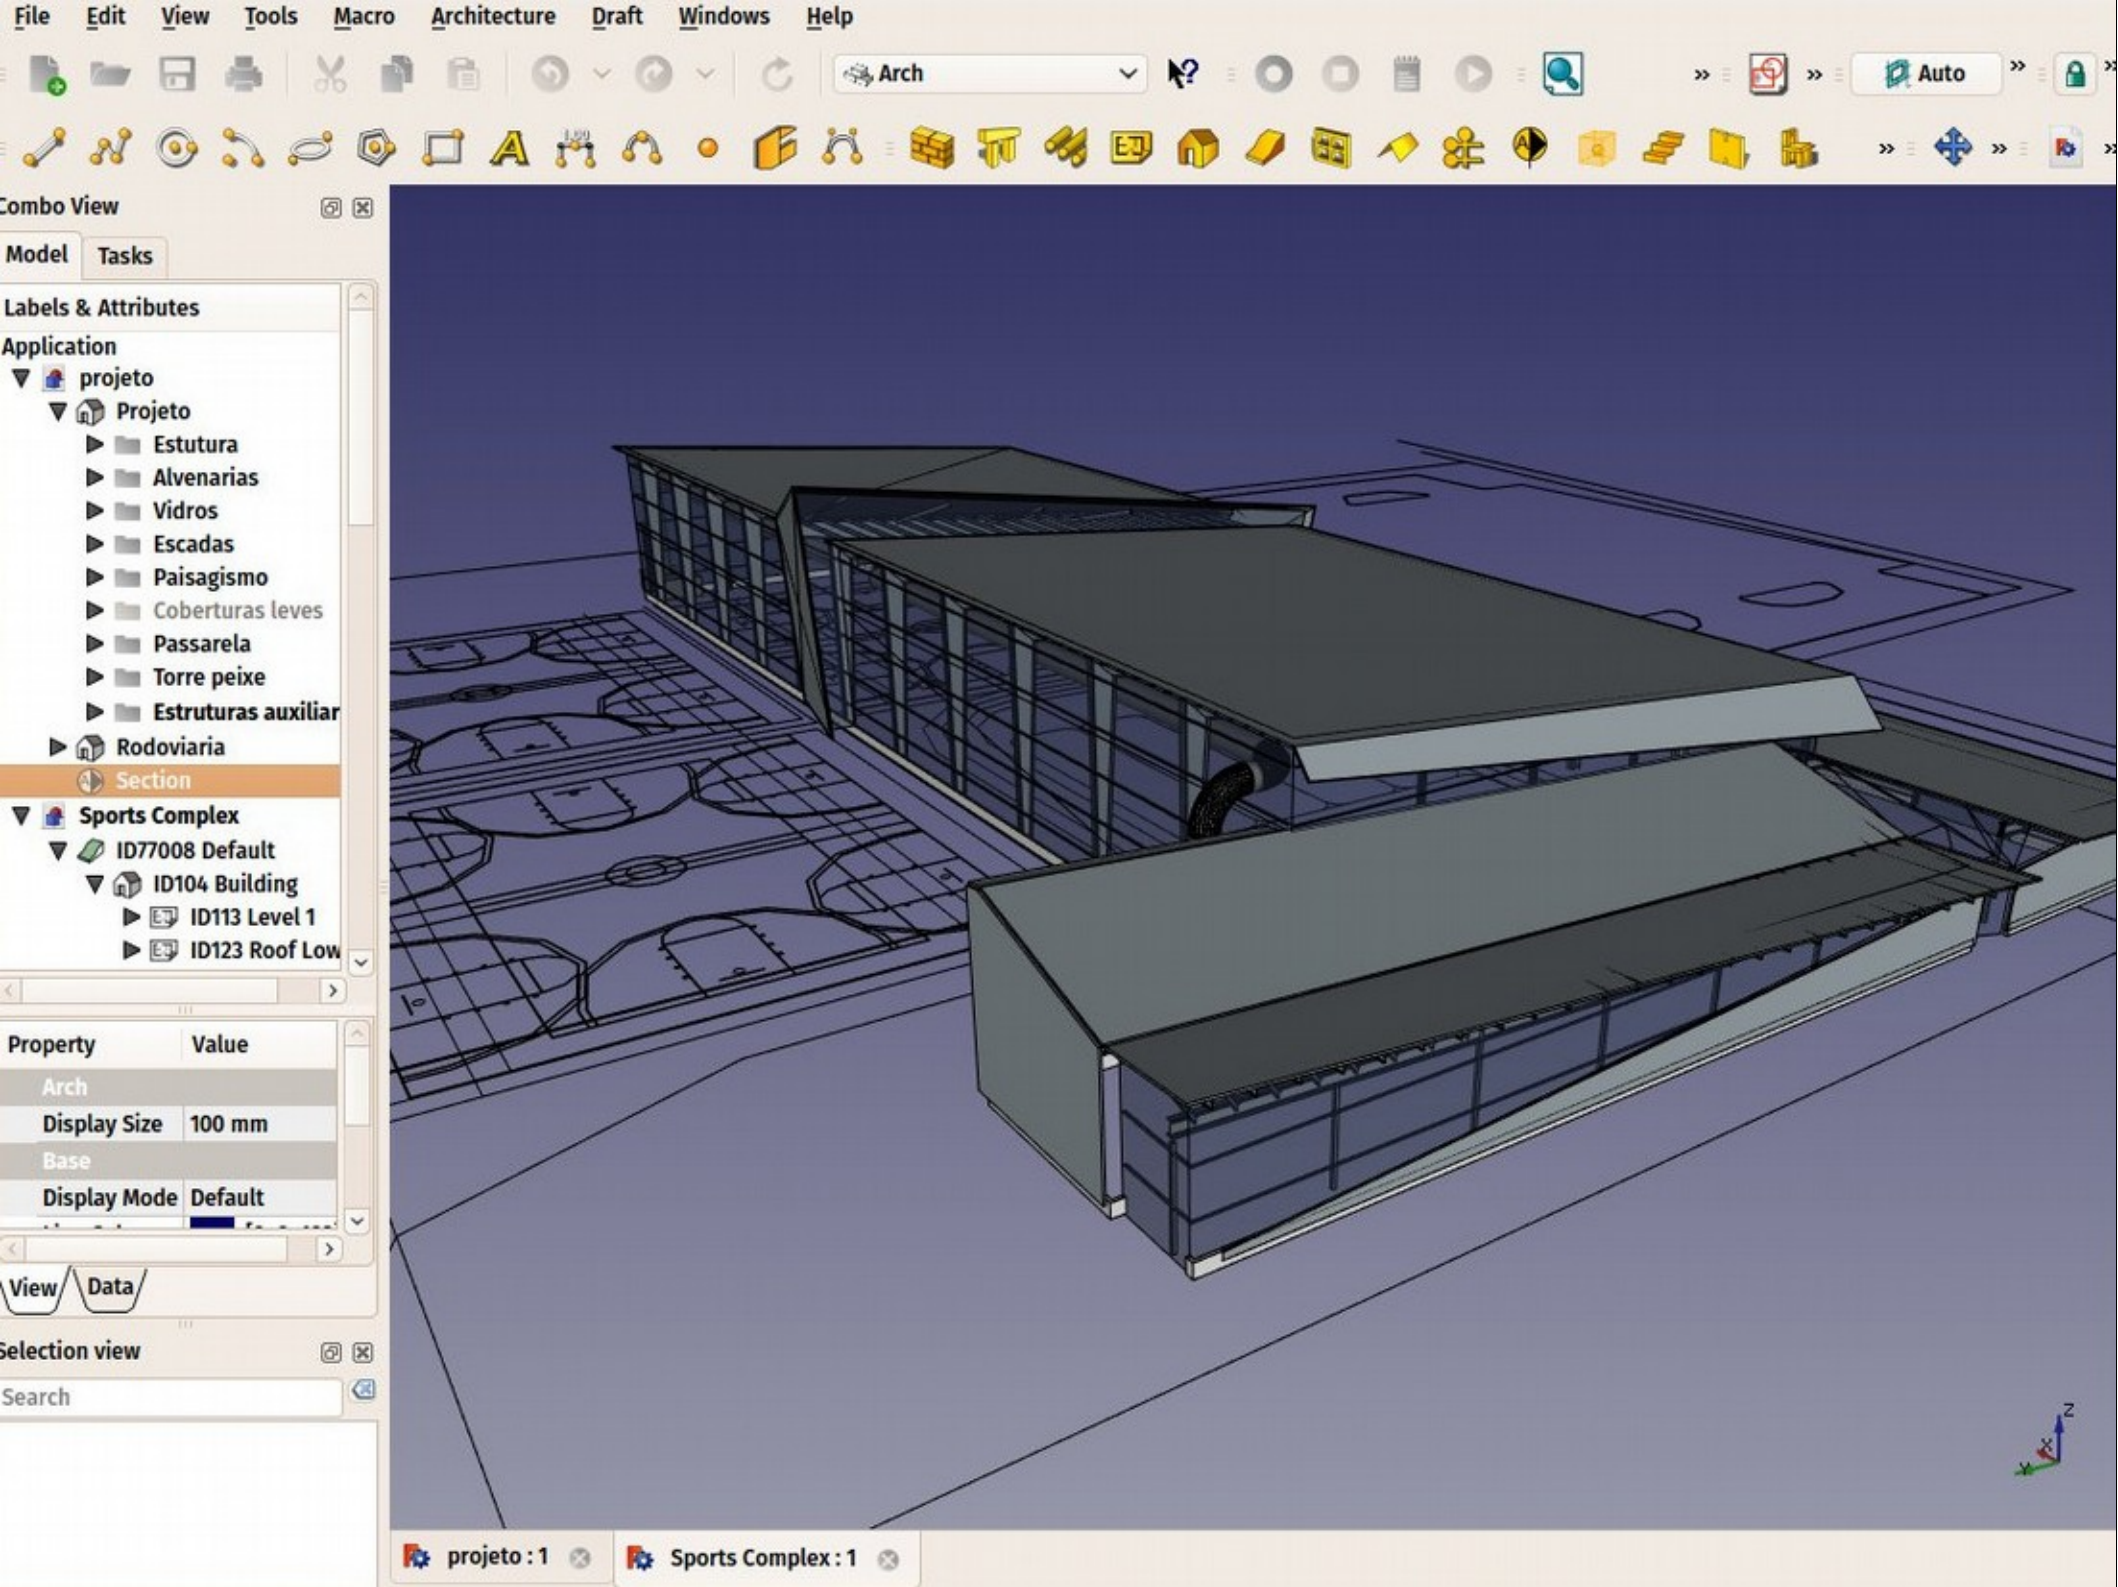 File Edit View Tools Macro Architecture Draft Windows Help
Arch
Auto
Combo View
Model Tasks
Labels & Attributes
Application
projeto
Projeto
Estutura
Alvenarias
Vidros
Escadas
Paisagismo
Coberturas leves
Passarela
Torre peixe
Estruturas auxiliar
Rodoviaria
Section
Sports Complex
ID77008 Default
ID104 Building
ID113 Level 1
ID123 Roof Low
Property Value
Arch
Display Size 100 mm
Base
Display Mode Default
View Data
Selection view
Search
Z
X
Y
projeto : 1
Sports Complex : 1